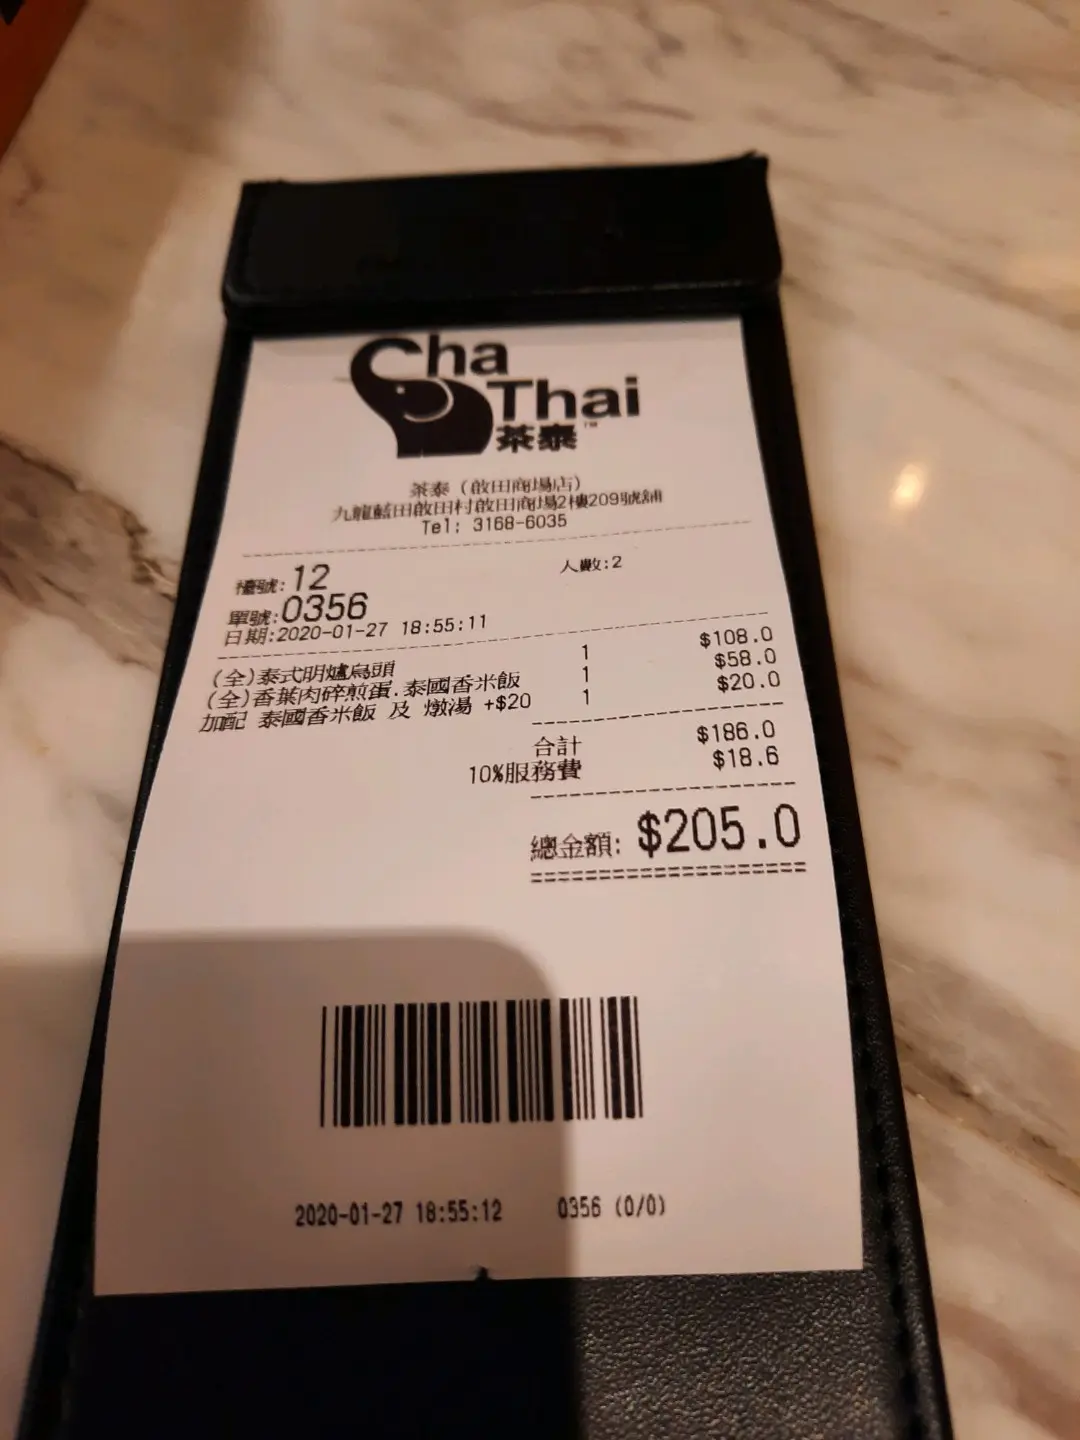 Cha
Thai
茶泰™
茶泰 (啟田商場店)
九龍藍田啟田村啟田商場2樓209號舖
Tel: 3168-6035
檯號: 12 人數:2
單號:0356
日期:2020-01-27 18:55:11
(全)泰式明爐烏頭 1 $108.0
(全)香葉肉碎煎蛋.泰國香米飯 1 $58.0
加配 泰國香米飯 及 燉湯 +$20 1 $20.0
合計 $186.0
10%服務費 $18.6
總金額: $205.0
2020-01-27 18:55:12 0356 (0/0)